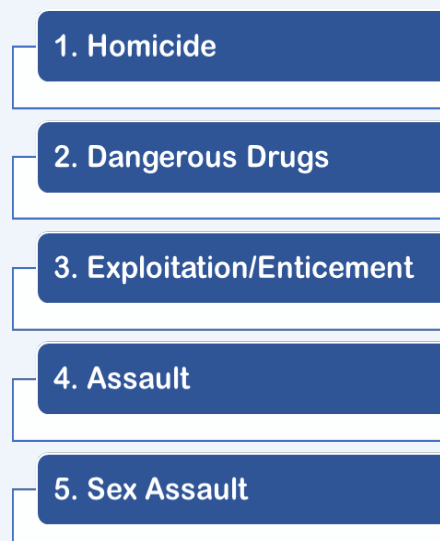 1. Homicide
2. Dangerous Drugs
3. Exploitation/Enticement
4. Assault
5. Sex Assault